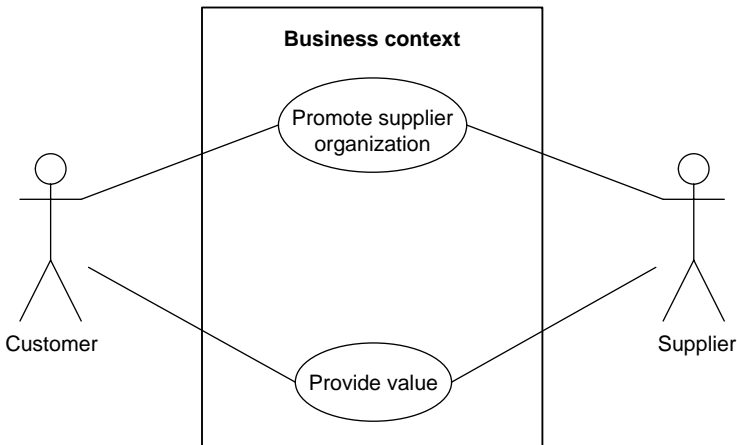 Business context
Promote supplier
organization
Customer
Supplier
Provide value